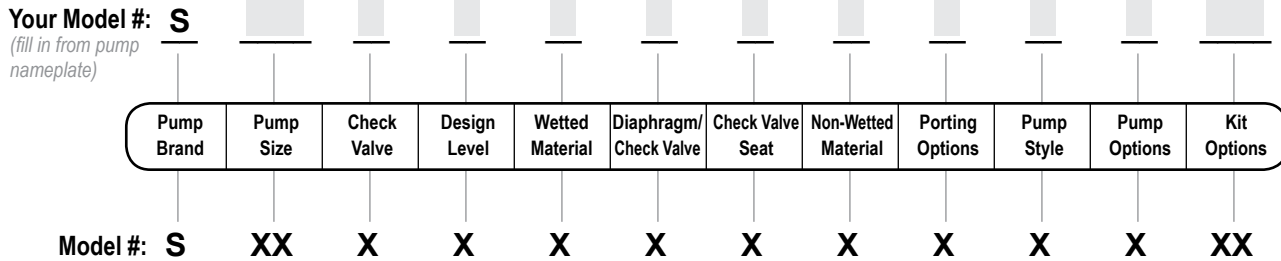 Your Model #: S
(fill in from pump
nameplate)
Pump Pump Check Design Wetted Diaphragm/ Check Valve Non-Wetted Porting Pump Pump Kit
Brand Size Valve Level Material Check Valve Seat Material Options Style Options Options
Model #: S XX X X X X X X X X X XX